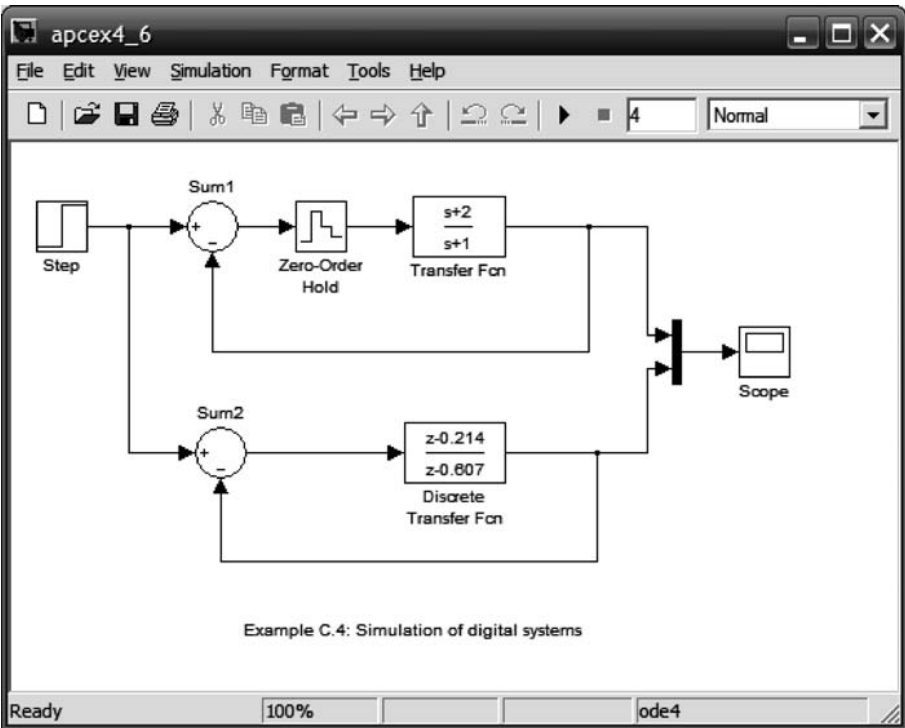 apcex4_6
File Edit View Simulation Format Tools Help
4 Normal
Sum1
+
−
Step
Zero-Order
Hold
s+2
s+1
Transfer Fcn
Scope
Sum2
+
−
z-0.214
z-0.607
Discrete
Transfer Fcn
Example C.4: Simulation of digital systems
Ready 100% ode4